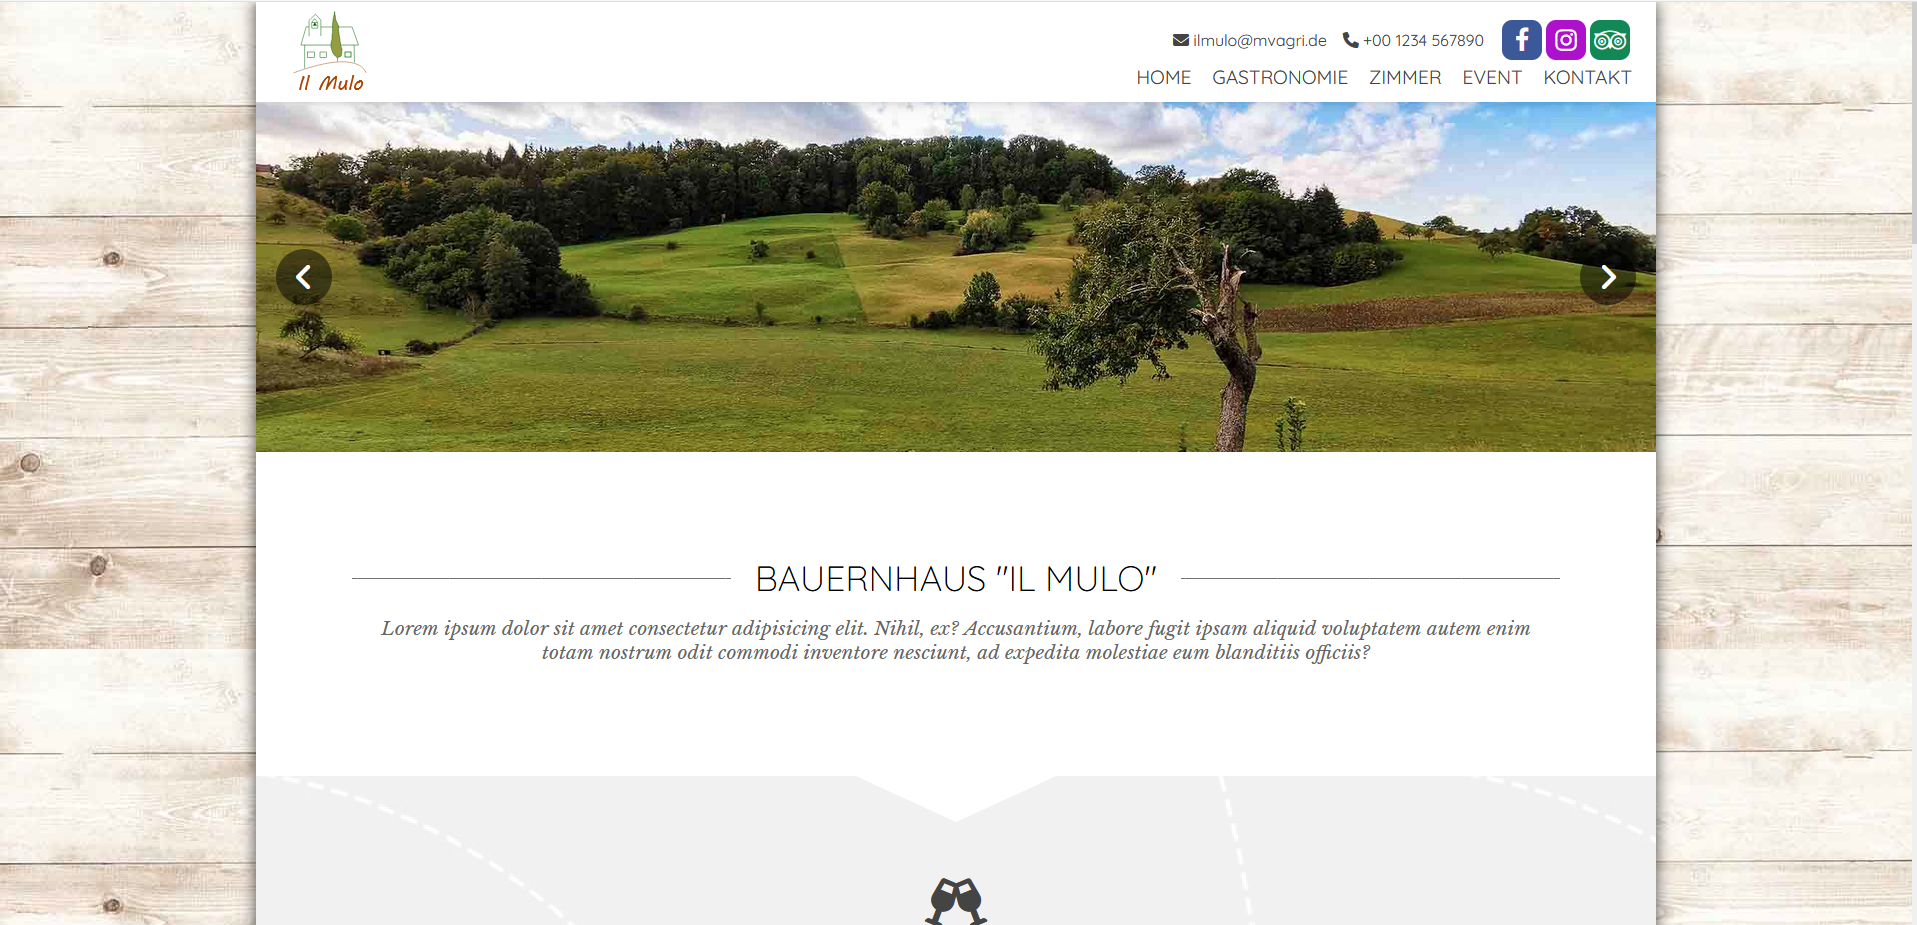 Il Mulo
ilmulo@mvagri.de +00 1234 567890
HOME GASTRONOMIE ZIMMER EVENT KONTAKT
BAUERNHAUS "IL MULO"
Lorem ipsum dolor sit amet consectetur adipisicing elit. Nihil, ex? Accusantium, labore fugit ipsam aliquid voluptatem autem enim
totam nostrum odit commodi inventore nesciunt, ad expedita molestiae eum blanditiis officiis?